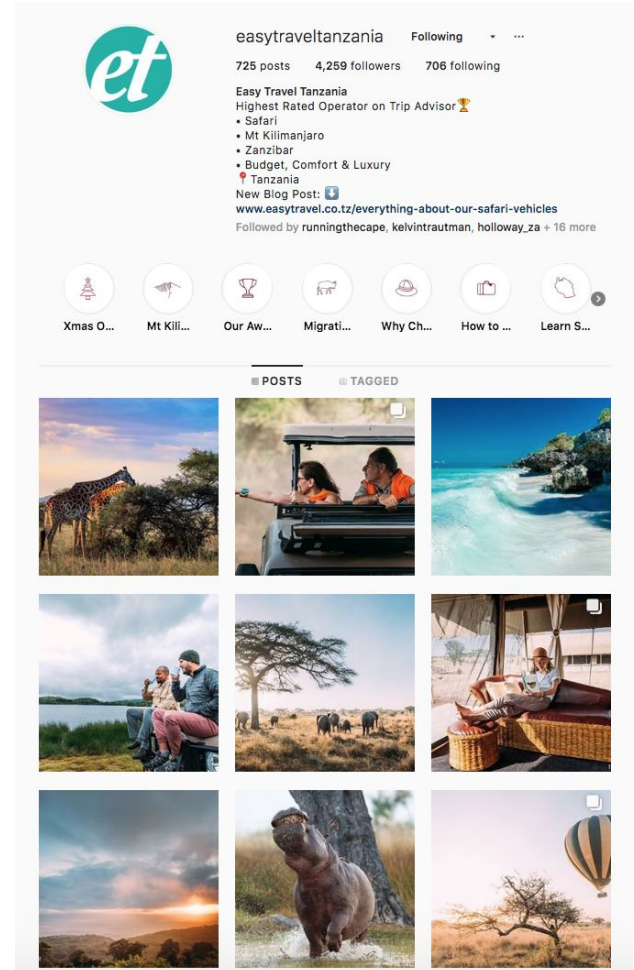 et
easytraveltanzania Following ...
725 posts 4,259 followers 706 following
Easy Travel Tanzania
Highest Rated Operator on Trip Advisor🏆
• Safari
• Mt Kilimanjaro
• Zanzibar
• Budget, Comfort & Luxury
📍Tanzania
New Blog Post: ⬇️
www.easytravel.co.tz/everything-about-our-safari-vehicles
Followed by runningthecape, kelvintrautman, holloway_za + 16 more
Xmas O... Mt Kili... Our Aw... Migrati... Why Ch... How to ... Learn S...
POSTS TAGGED